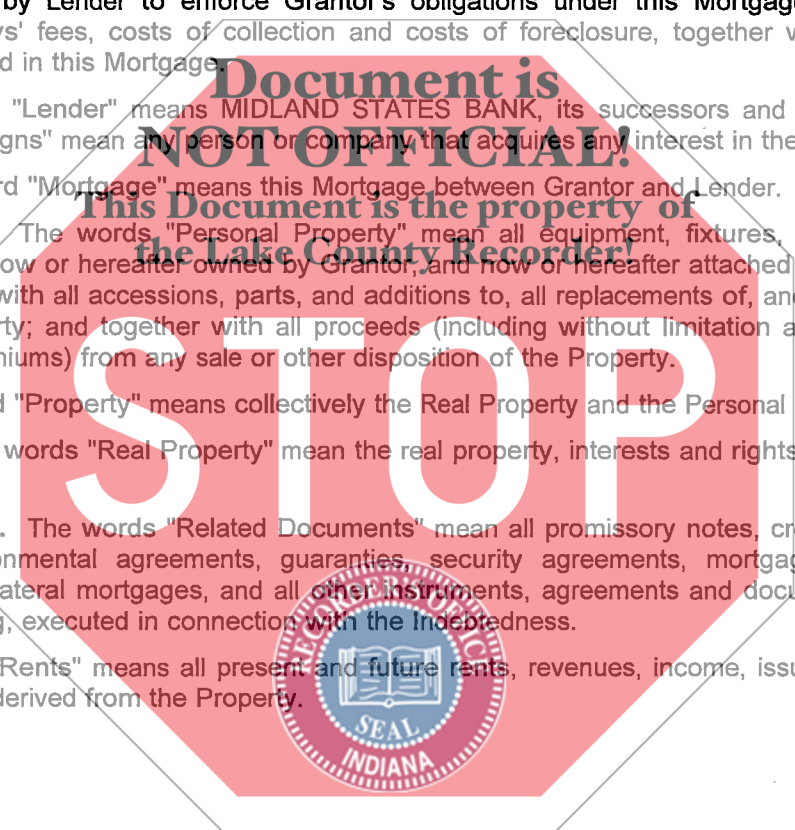 by Lender to enforce Grantor's obligations under this Mortgage
ys' fees, costs of collection and costs of foreclosure, together
d in this Mortgage.
Document is
"Lender" means MIDLAND STATES BANK, its successors and
NOT OFFICIAL!
gns" mean any person or company that acquires any interest in the
rd "Mortgage" means this Mortgage between Grantor and Lender.
This Document is the property of
The words "Personal Property" mean all equipment, fixtures,
the Lake County Recorder!
ow or hereafter owned by Grantor, and now or hereafter attached
with all accessions, parts, and additions to, all replacements of, an
rty; and together with all proceeds (including without limitation a
niums) from any sale or other disposition of the Property.
STOP
d "Property" means collectively the Real Property and the Personal
words "Real Property" mean the real property, interests and rights
. The words "Related Documents" mean all promissory notes, cr
onmental agreements, guaranties, security agreements, mortgag
ateral mortgages, and all other instruments, agreements and docu
g, executed in connection with the Indebtedness.
RECORDER'S OFFICE
"Rents" means all present and future rents, revenues, income, issu
derived from the Property.
SEAL
INDIANA